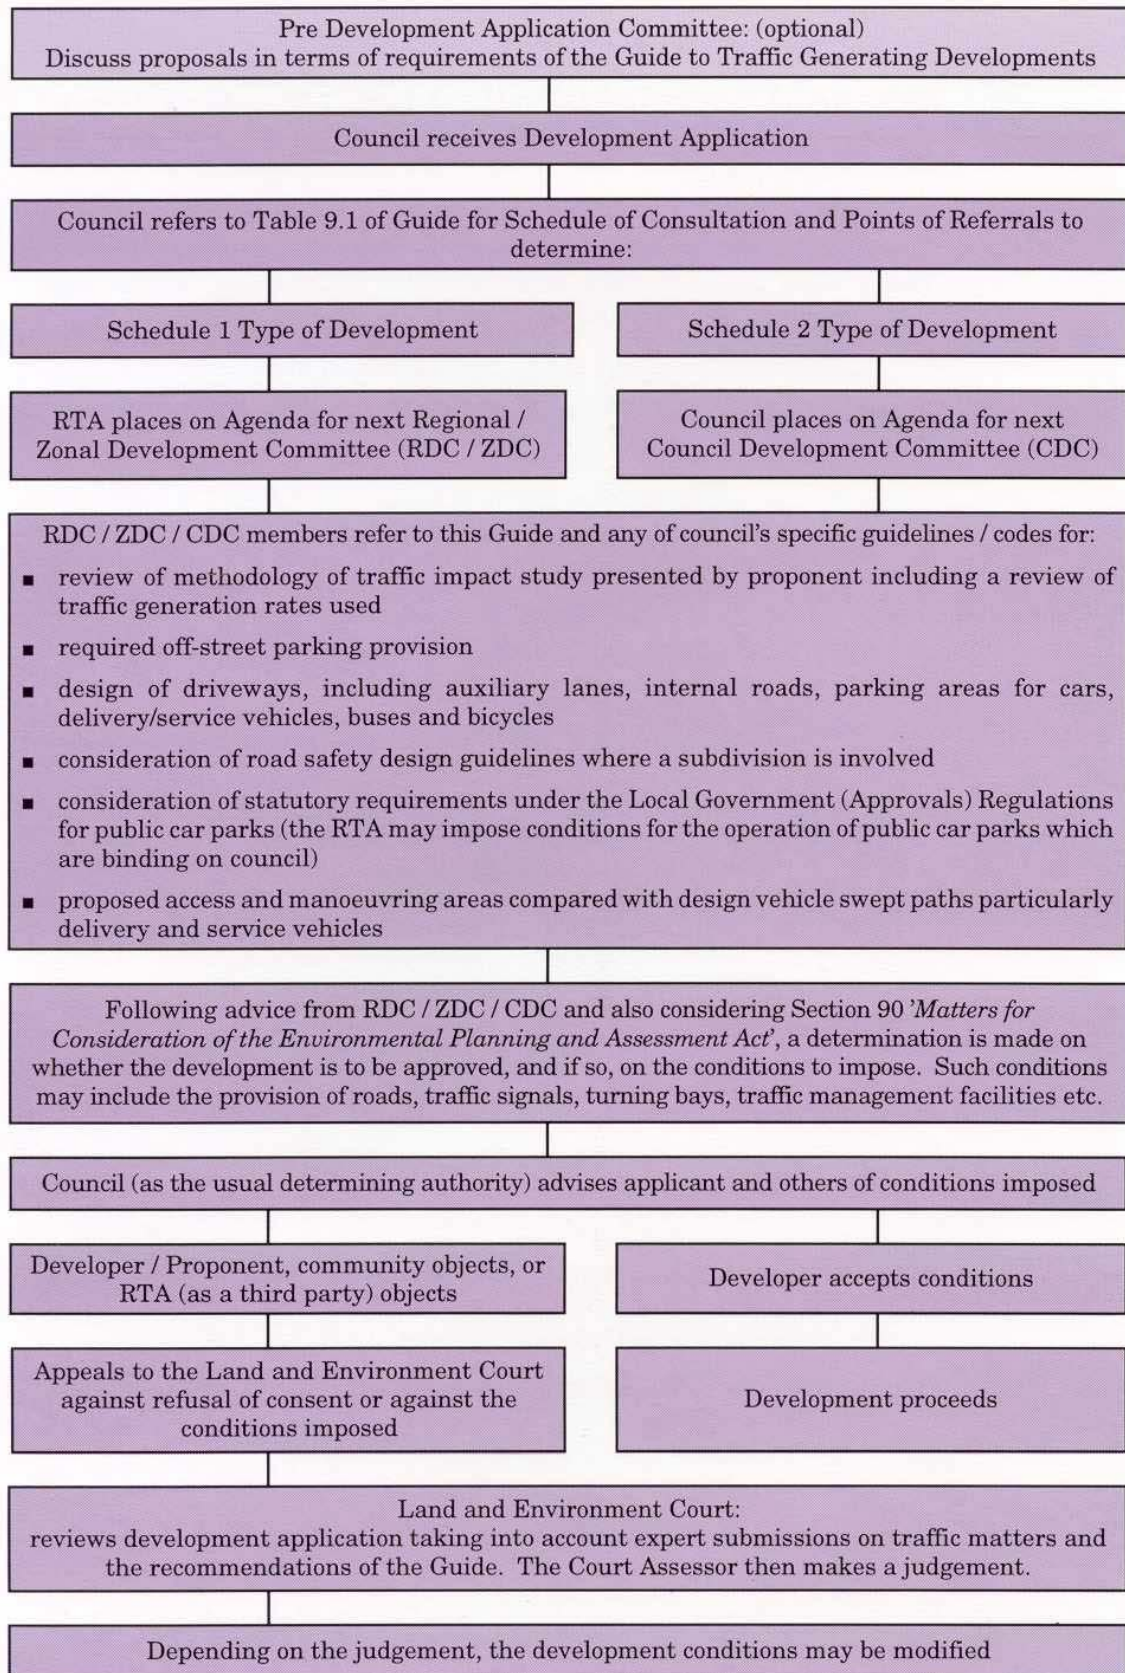 Pre Development Application Committee: (optional)
Discuss proposals in terms of requirements of the Guide to Traffic Generating Developments
Council receives Development Application
Council refers to Table 9.1 of Guide for Schedule of Consultation and Points of Referrals to
determine:
Schedule 1 Type of Development
Schedule 2 Type of Development
RTA places on Agenda for next Regional /
Zonal Development Committee (RDC / ZDC)
Council places on Agenda for next
Council Development Committee (CDC)
RDC / ZDC / CDC members refer to this Guide and any of council's specific guidelines / codes for:
■ review of methodology of traffic impact study presented by proponent including a review of
traffic generation rates used
■ required off-street parking provision
■ design of driveways, including auxiliary lanes, internal roads, parking areas for cars,
delivery/service vehicles, buses and bicycles
■ consideration of road safety design guidelines where a subdivision is involved
■ consideration of statutory requirements under the Local Government (Approvals) Regulations
for public car parks (the RTA may impose conditions for the operation of public car parks which
are binding on council)
■ proposed access and manoeuvring areas compared with design vehicle swept paths particularly
delivery and service vehicles
Following advice from RDC / ZDC / CDC and also considering Section 90 'Matters for
Consideration of the Environmental Planning and Assessment Act', a determination is made on
whether the development is to be approved, and if so, on the conditions to impose. Such conditions
may include the provision of roads, traffic signals, turning bays, traffic management facilities etc.
Council (as the usual determining authority) advises applicant and others of conditions imposed
Developer / Proponent, community objects, or
RTA (as a third party) objects
Developer accepts conditions
Appeals to the Land and Environment Court
against refusal of consent or against the
conditions imposed
Development proceeds
Land and Environment Court:
reviews development application taking into account expert submissions on traffic matters and
the recommendations of the Guide. The Court Assessor then makes a judgement.
Depending on the judgement, the development conditions may be modified